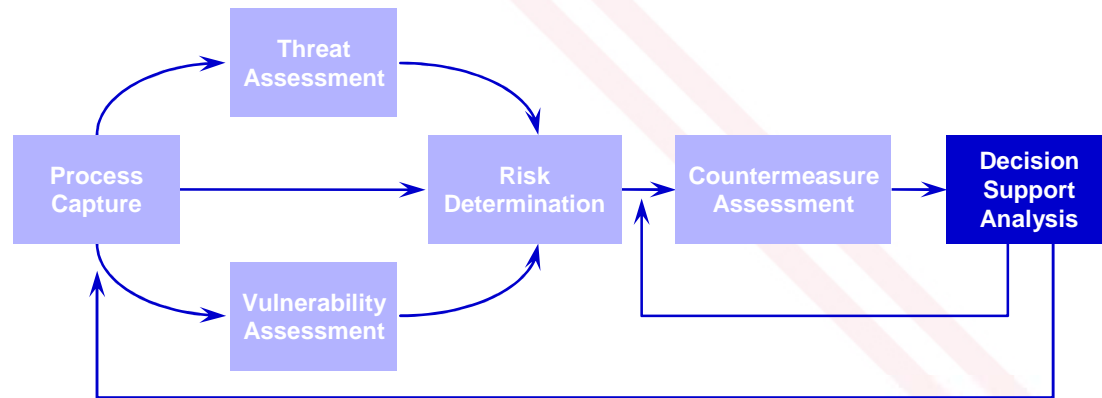 Threat
Assessment
Process
Capture
Risk
Determination
Countermeasure
Assessment
Decision
Support
Analysis
Vulnerability
Assessment